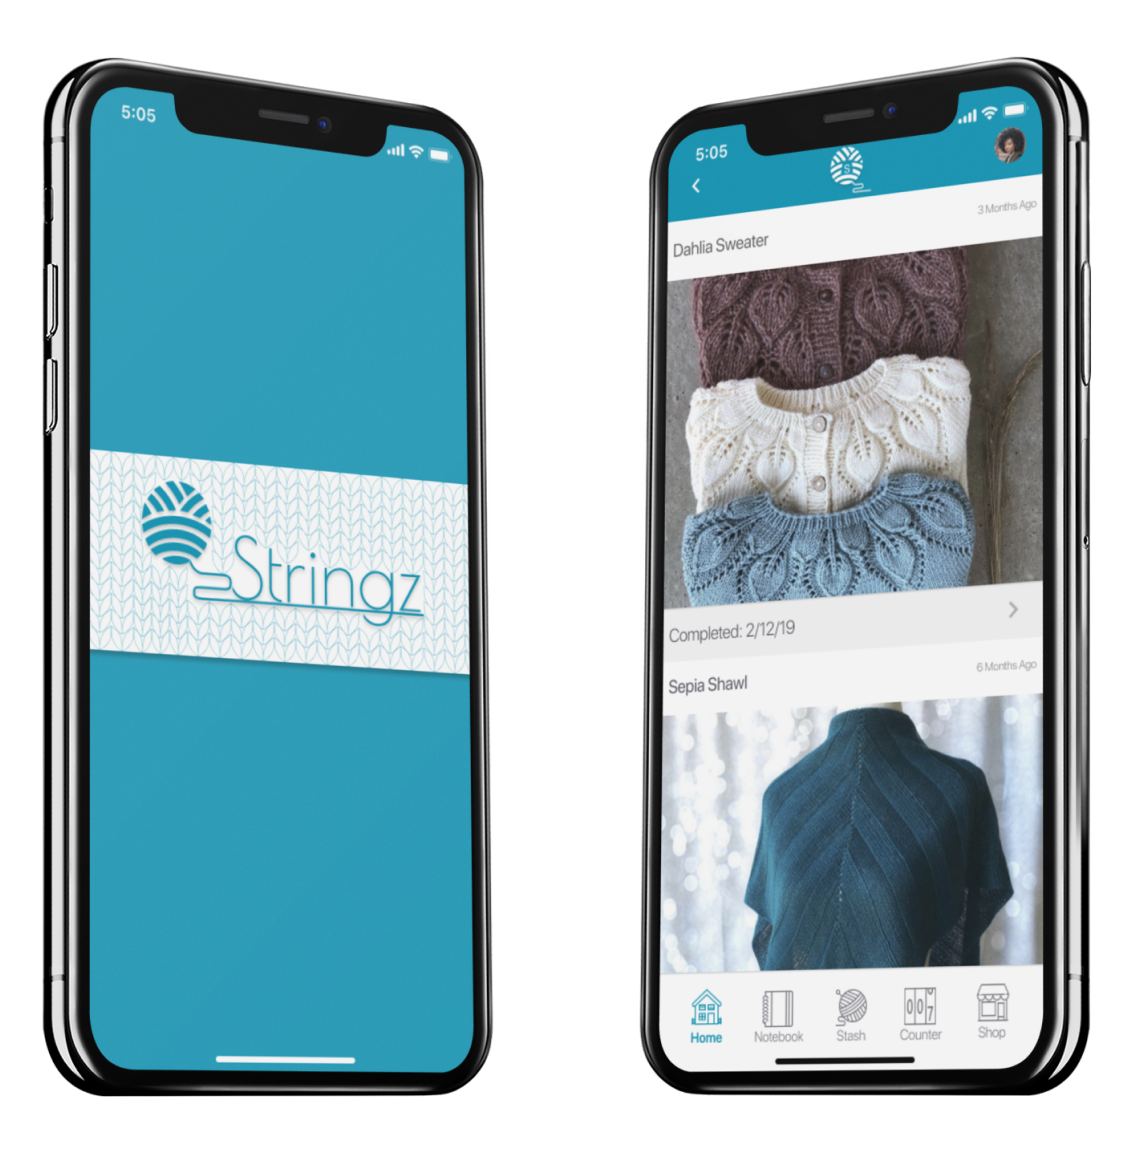 5:05
Stringz
5:05
S
3 Months Ago
Dahlia Sweater
Completed: 2/12/19
6 Months Ago
Sepia Shawl
007
Home
Notebook
Stash
Counter
Shop